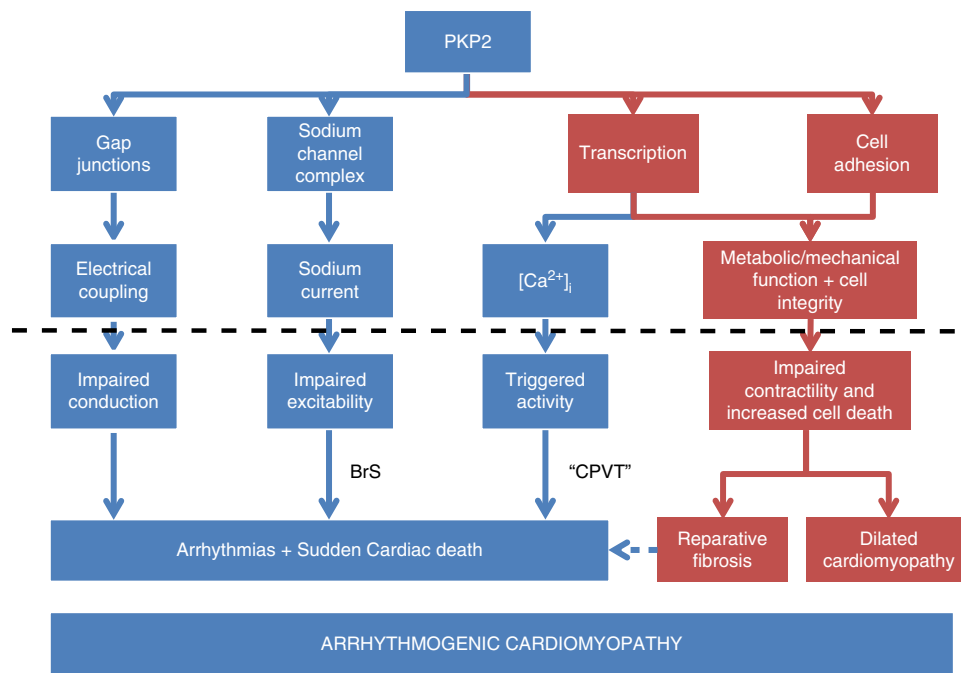 PKP2
Gap
junctions
Sodium
channel
complex
Transcription
Cell
adhesion
Electrical
coupling
Sodium
current
[Ca²⁺]ᵢ
Metabolic/mechanical
function + cell
integrity
Impaired
conduction
Impaired
excitability
Triggered
activity
Impaired
contractility and
increased cell death
BrS
“CPVT”
Arrhythmias + Sudden Cardiac death
Reparative
fibrosis
Dilated
cardiomyopathy
ARRHYTHMOGENIC CARDIOMYOPATHY